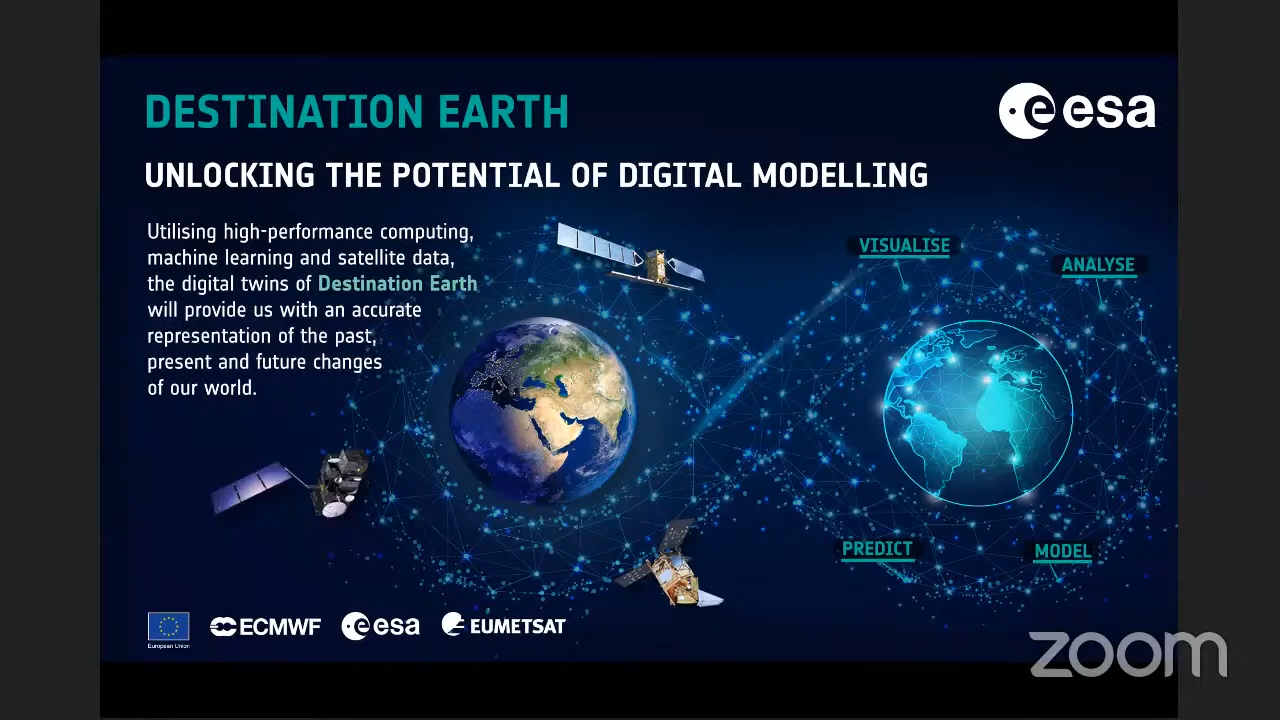 DESTINATION EARTH
esa
UNLOCKING THE POTENTIAL OF DIGITAL MODELLING
Utilising high-performance computing,
machine learning and satellite data,
the digital twins of Destination Earth
will provide us with an accurate
representation of the past,
present and future changes
of our world.
VISUALISE
ANALYSE
PREDICT
MODEL
European Union
ECMWF
esa
EUMETSAT
zoom